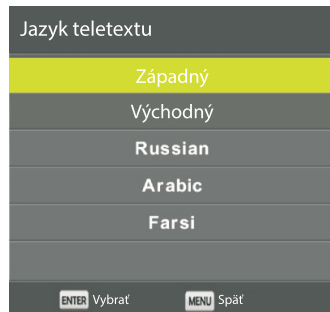 Jazyk teletextu
Západný
Východný
Russian
Arabic
Farsi
ENTER Vybrať MENU Späť